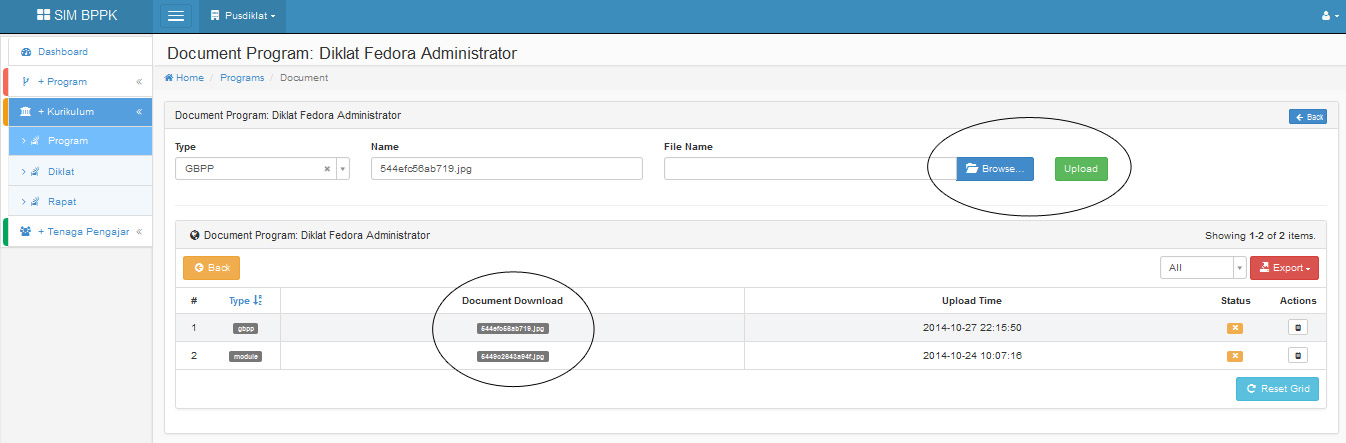 SIM BPPK Pusdiklat
Dashboard
+ Program
+ Kurikulum
Program
Diklat
Rapat
+ Tenaga Pengajar
Document Program: Diklat Fedora Administrator
Home / Programs / Document
Document Program: Diklat Fedora Administrator Back
Type Name File Name
GBPP × 544efc56ab719.jpg Browse... Upload
Document Program: Diklat Fedora Administrator Showing 1-2 of 2 items.
Back All Export
# Type Document Download Upload Time Status Actions
1 gbpp 544efc56ab719.jpg 2014-10-27 22:15:50
2 module 2014-10-24 10:07:16
Reset Grid